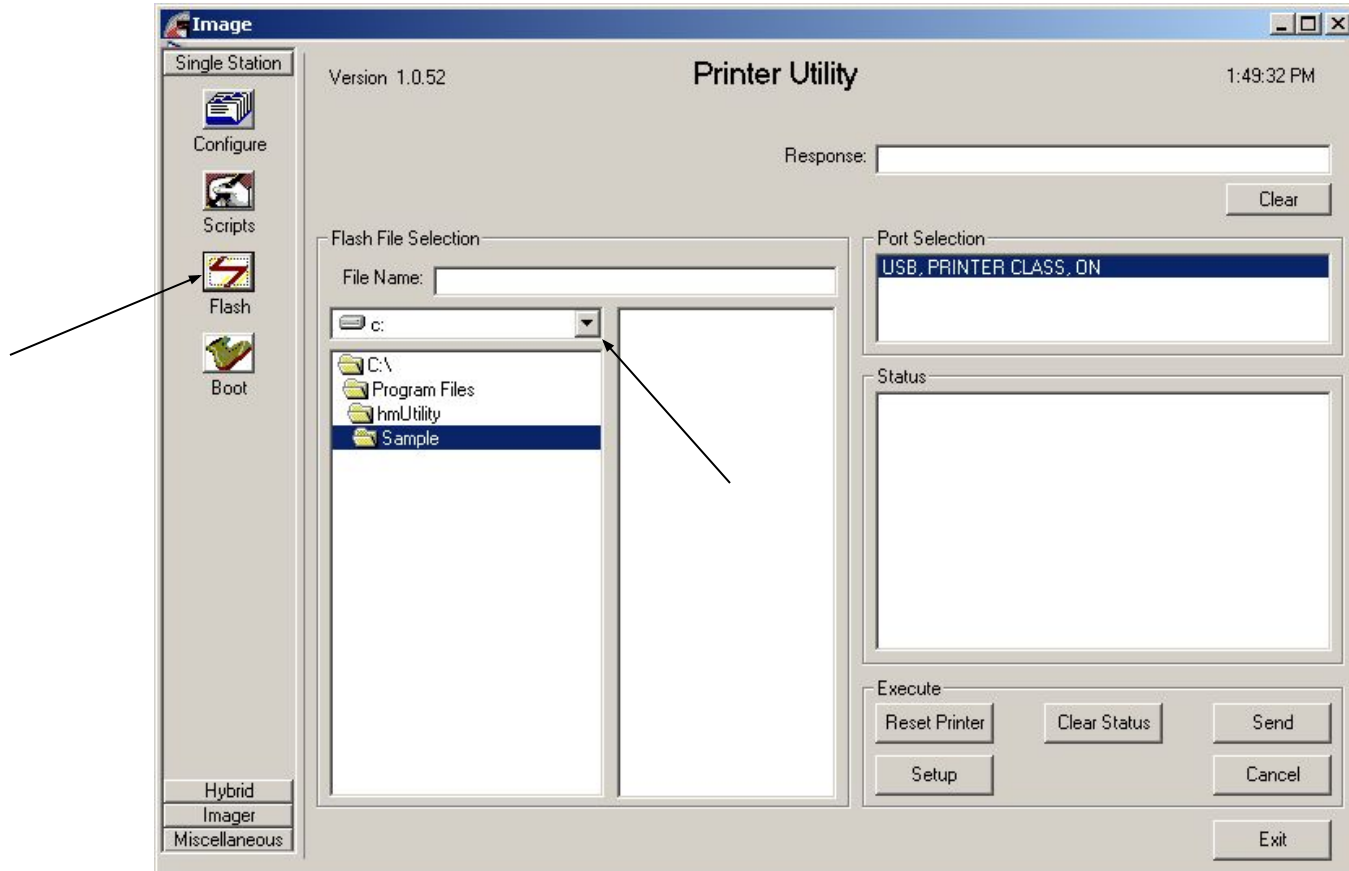 Image
Single Station
Version 1.0.52
Printer Utility
1:49:32 PM
Configure
Response:
Clear
Scripts
Flash File Selection
Port Selection
File Name:
USB, PRINTER CLASS, ON
Flash
c:
C:\
Program Files
hmUtility
Sample
Boot
Status
Execute
Reset Printer
Clear Status
Send
Setup
Cancel
Hybrid
Imager
Miscellaneous
Exit